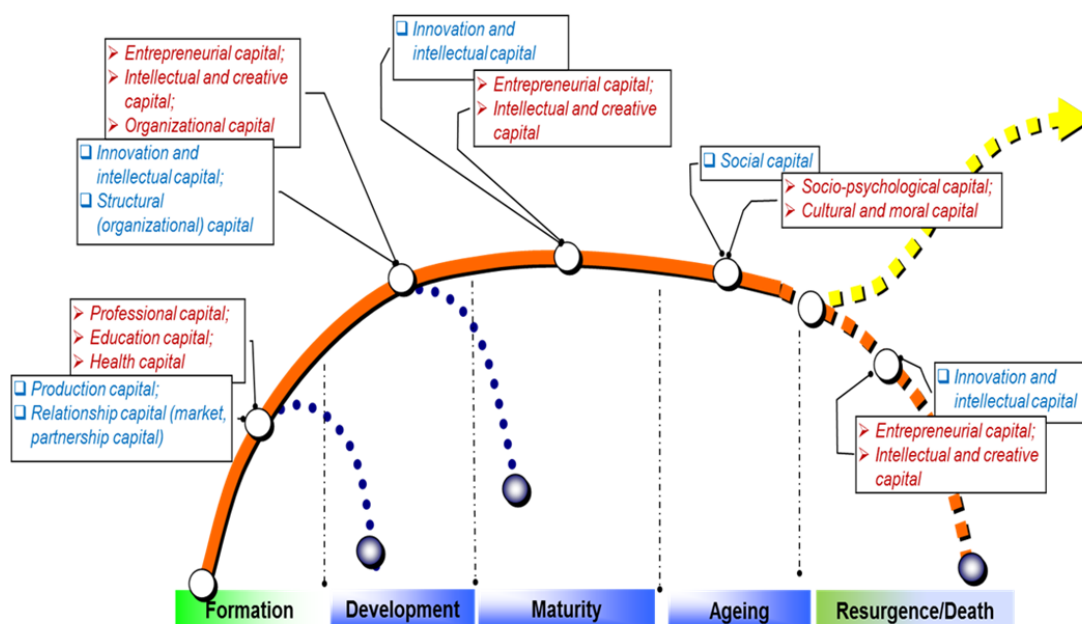 Innovation and
intellectual capital
Entrepreneurial capital;
Intellectual and creative
capital
Entrepreneurial capital;
Intellectual and creative
capital;
Organizational capital
Innovation and
intellectual capital;
Structural
(organizational) capital
Social capital
Socio-psychological capital;
Cultural and moral capital
Professional capital;
Education capital;
Health capital
Production capital;
Relationship capital (market,
partnership capital)
Innovation and
intellectual capital
Entrepreneurial capital;
Intellectual and creative
capital
Formation
Development
Maturity
Ageing
Resurgence/Death